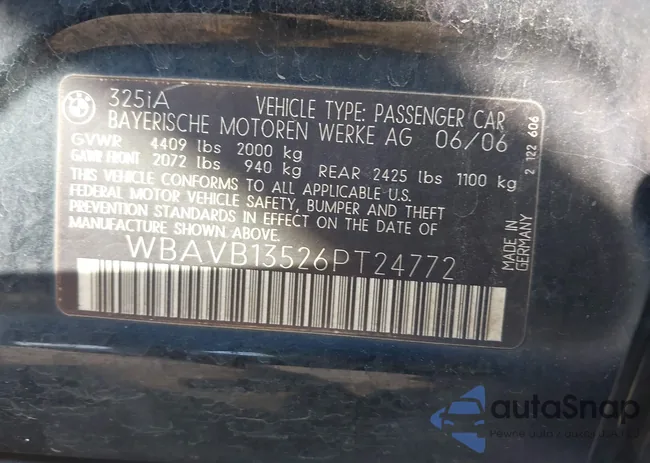 325iA VEHICLE TYPE: PASSENGER CAR
BAYERISCHE MOTOREN WERKE AG 06/06
GVWR 4409 lbs 2000 kg
GAWR FRONT 2072 lbs 940 kg REAR 2425 lbs 1100 kg
THIS VEHICLE CONFORMS TO ALL APPLICABLE U.S.
FEDERAL MOTOR VEHICLE SAFETY, BUMPER AND THEFT
PREVENTION STANDARDS IN EFFECT ON THE DATE OF
MANUFACTURE SHOWN ABOVE.
WBAVB13526PT24772
2 122 606
MADE IN GERMANY
autoSnap
Pewne auta z aukcji